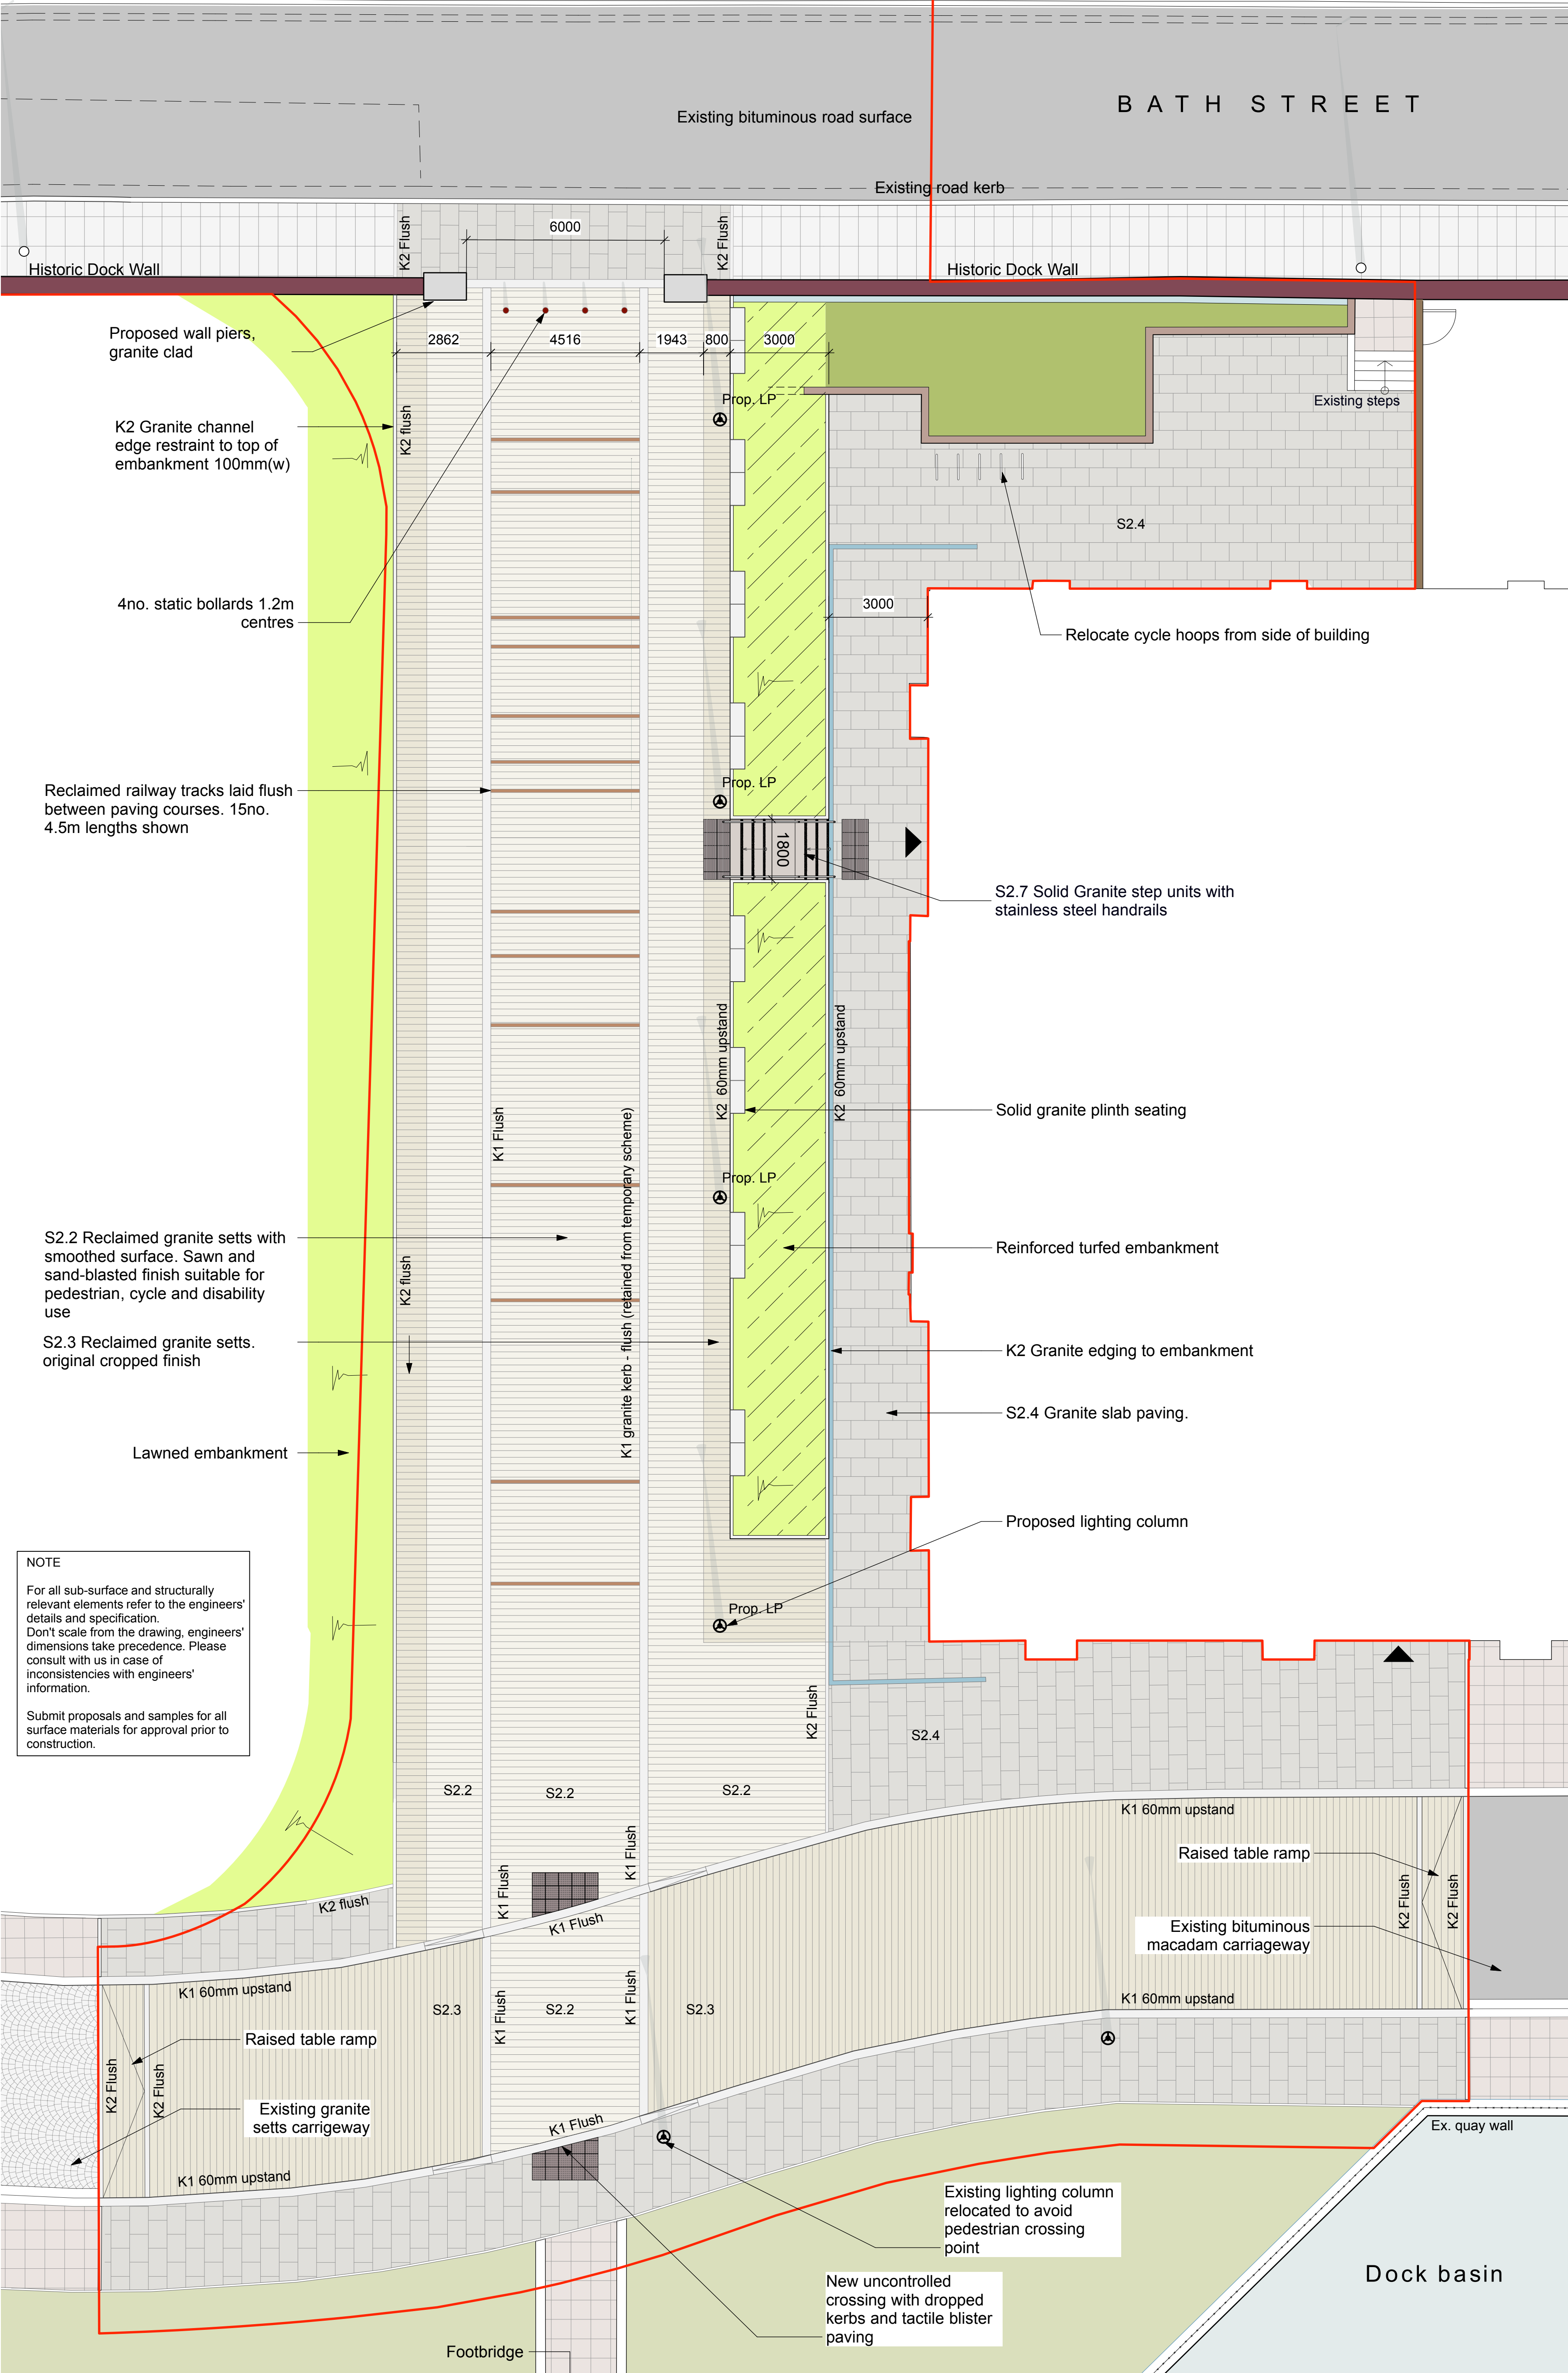 BATH STREET
Existing bituminous road surface
Existing road kerb
K2 Flush
6000
K2 Flush
Historic Dock Wall
Historic Dock Wall
Proposed wall piers,
granite clad
2862
4516
1943
800
3000
Prop. LP
Existing steps
K2 Granite channel
edge restraint to top of
embankment 100mm(w)
K2 flush
S2.4
4no. static bollards 1.2m
centres
3000
Relocate cycle hoops from side of building
Reclaimed railway tracks laid flush
between paving courses. 15no.
4.5m lengths shown
Prop. LP
1800
S2.7 Solid Granite step units with
stainless steel handrails
K2 60mm upstand
K2 60mm upstand
Solid granite plinth seating
K1 Flush
K1 granite kerb - flush (retained from temporary scheme)
Prop. LP
S2.2 Reclaimed granite setts with
smoothed surface. Sawn and
sand-blasted finish suitable for
pedestrian, cycle and disability
use
K2 flush
Reinforced turfed embankment
S2.3 Reclaimed granite setts.
original cropped finish
K2 Granite edging to embankment
S2.4 Granite slab paving.
Lawned embankment
Proposed lighting column
Prop. LP
NOTE
For all sub-surface and structurally
relevant elements refer to the engineers'
details and specification.
Don't scale from the drawing, engineers'
dimensions take precedence. Please
consult with us in case of
inconsistencies with engineers'
information.
Submit proposals and samples for all
surface materials for approval prior to
construction.
K2 Flush
S2.4
S2.2
S2.2
S2.2
K1 60mm upstand
Raised table ramp
K1 Flush
K1 Flush
K2 flush
K1 Flush
K2 Flush
K2 Flush
Existing bituminous
macadam carriageway
K1 60mm upstand
K1 60mm upstand
S2.3
K1 Flush
S2.2
K1 Flush
S2.3
Raised table ramp
K2 Flush
K2 Flush
Existing granite
setts carrigeway
K1 Flush
K1 60mm upstand
Ex. quay wall
Existing lighting column
relocated to avoid
pedestrian crossing
point
New uncontrolled
crossing with dropped
kerbs and tactile blister
paving
Dock basin
Footbridge